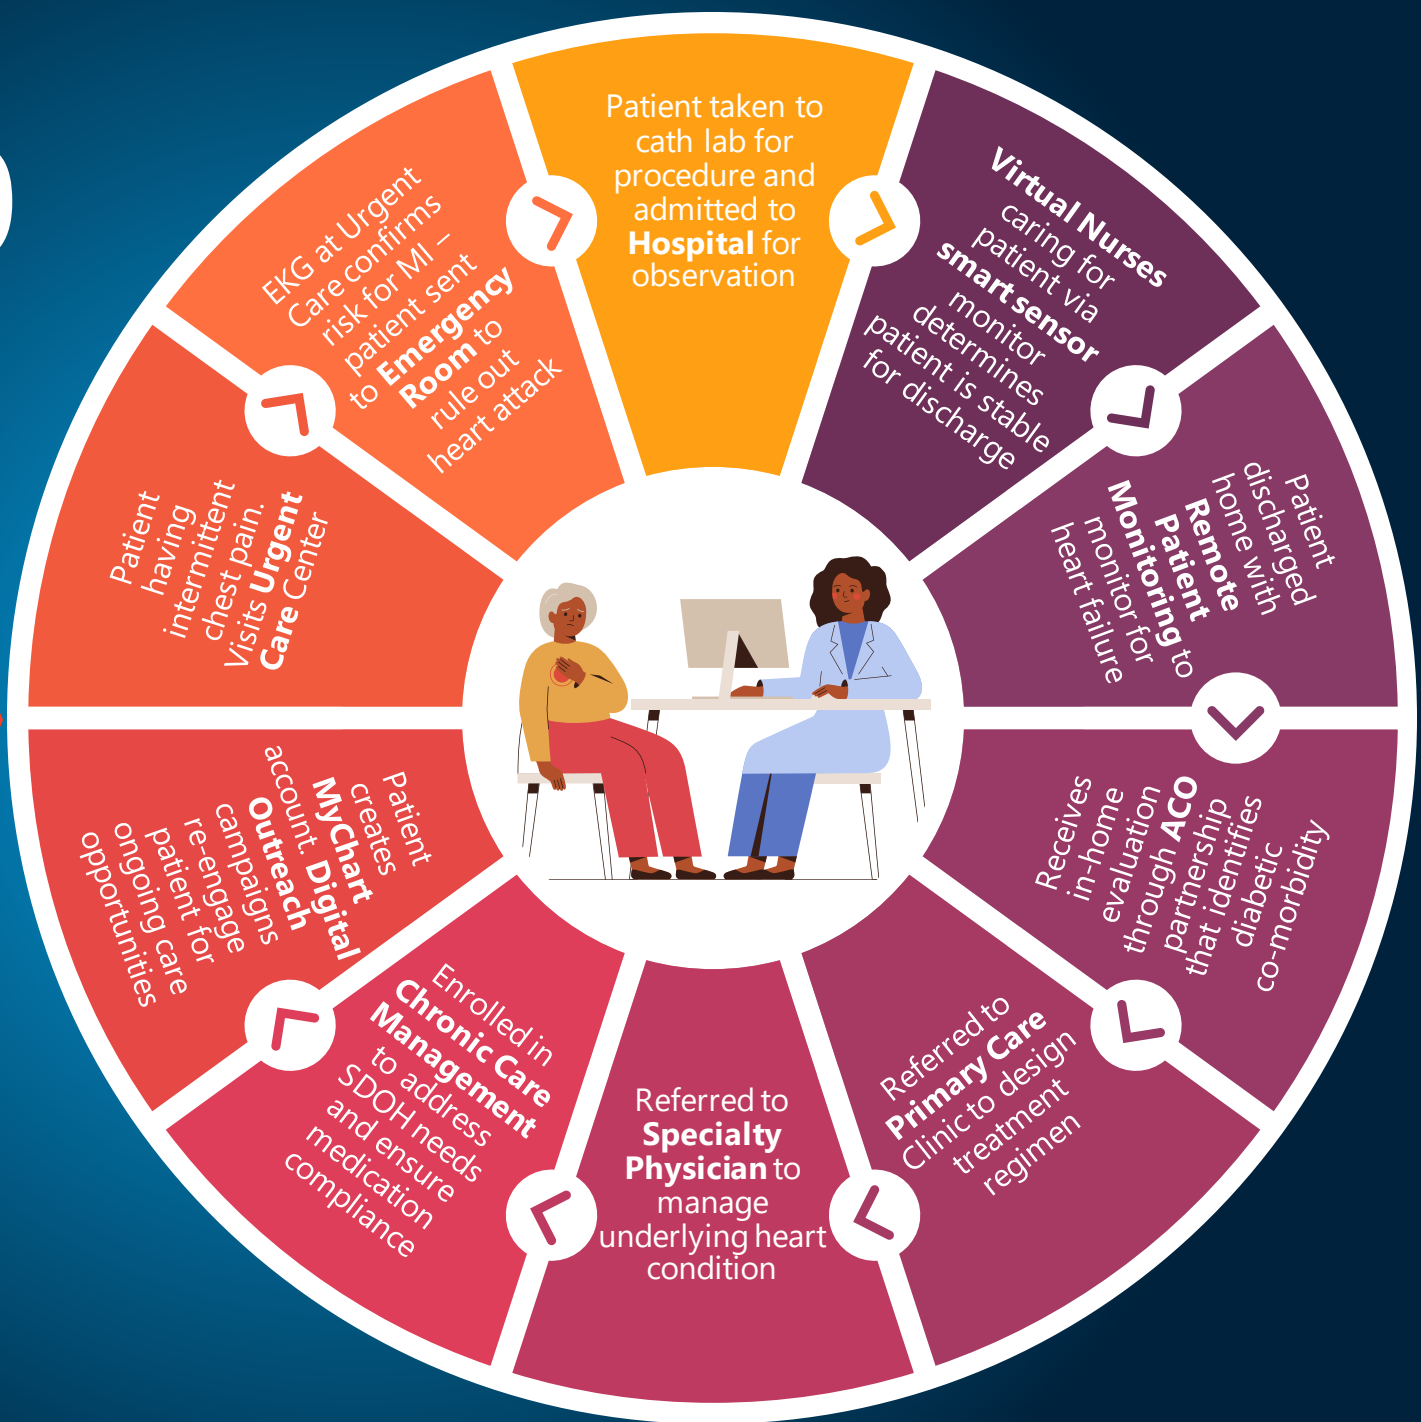 Patient
having
intermittent
chest pain.
Visits Urgent
Care Center
EKG at Urgent
Care confirms
risk for MI –
patient sent
to Emergency
Room to
rule out
heart attack
Patient taken to
cath lab for
procedure and
admitted to
Hospital for
observation
Virtual Nurses
caring for
patient via
smart sensor
monitor
determines
patient is stable
for discharge
Patient
discharged
home with
Remote
Patient
Monitoring to
monitor for
heart failure
Receives
in-home
evaluation
through ACO
partnership
that identifies
diabetic
co-morbidity
Referred to
Primary Care
Clinic to design
treatment
regimen
Referred to
Specialty
Physician to
manage
underlying heart
condition
Enrolled in
Chronic Care
Management
to address
SDOH needs
and ensure
medication
compliance
Patient
creates
MyChart
account. Digital
Outreach
campaigns
re-engage
patient for
ongoing care
opportunities